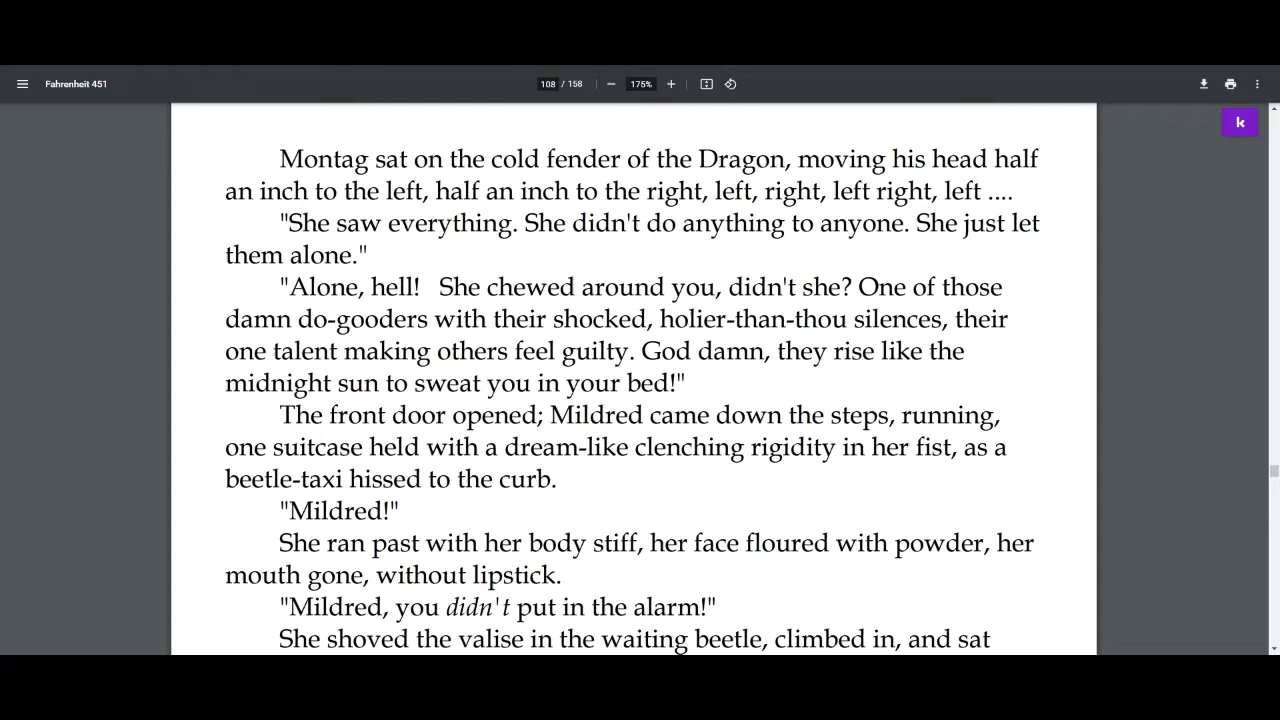 Fahrenheit 451
108 / 158
175%
k
Montag sat on the cold fender of the Dragon, moving his head half
an inch to the left, half an inch to the right, left, right, left right, left ....
"She saw everything. She didn't do anything to anyone. She just let
them alone."
"Alone, hell!   She chewed around you, didn't she? One of those
damn do-gooders with their shocked, holier-than-thou silences, their
one talent making others feel guilty. God damn, they rise like the
midnight sun to sweat you in your bed!"
The front door opened; Mildred came down the steps, running,
one suitcase held with a dream-like clenching rigidity in her fist, as a
beetle-taxi hissed to the curb.
"Mildred!"
She ran past with her body stiff, her face floured with powder, her
mouth gone, without lipstick.
"Mildred, you didn't put in the alarm!"
She shoved the valise in the waiting beetle, climbed in, and sat